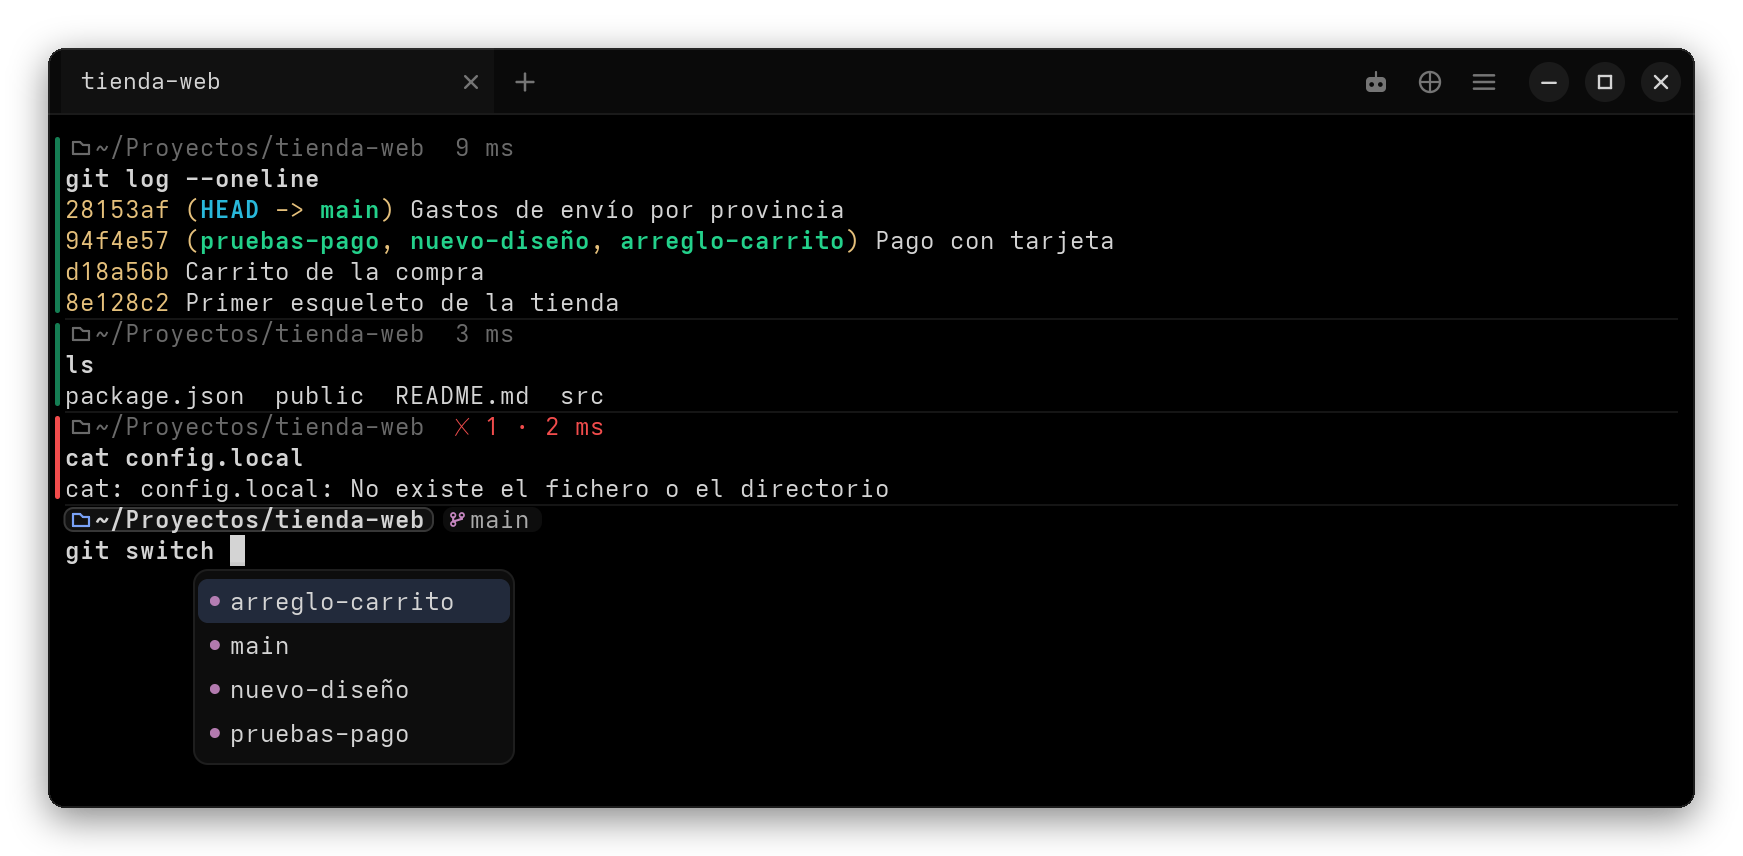 tienda-web
~/Proyectos/tienda-web 9 ms
git log --oneline
28153af (HEAD -> main) Gastos de envío por provincia
94f4e57 (pruebas-pago, nuevo-diseño, arreglo-carrito) Pago con tarjeta
d18a56b Carrito de la compra
8e128c2 Primer esqueleto de la tienda
~/Proyectos/tienda-web 3 ms
ls
package.json public README.md src
~/Proyectos/tienda-web ✗ 1 · 2 ms
cat config.local
cat: config.local: No existe el fichero o el directorio
~/Proyectos/tienda-web main
git switch
arreglo-carrito
main
nuevo-diseño
pruebas-pago